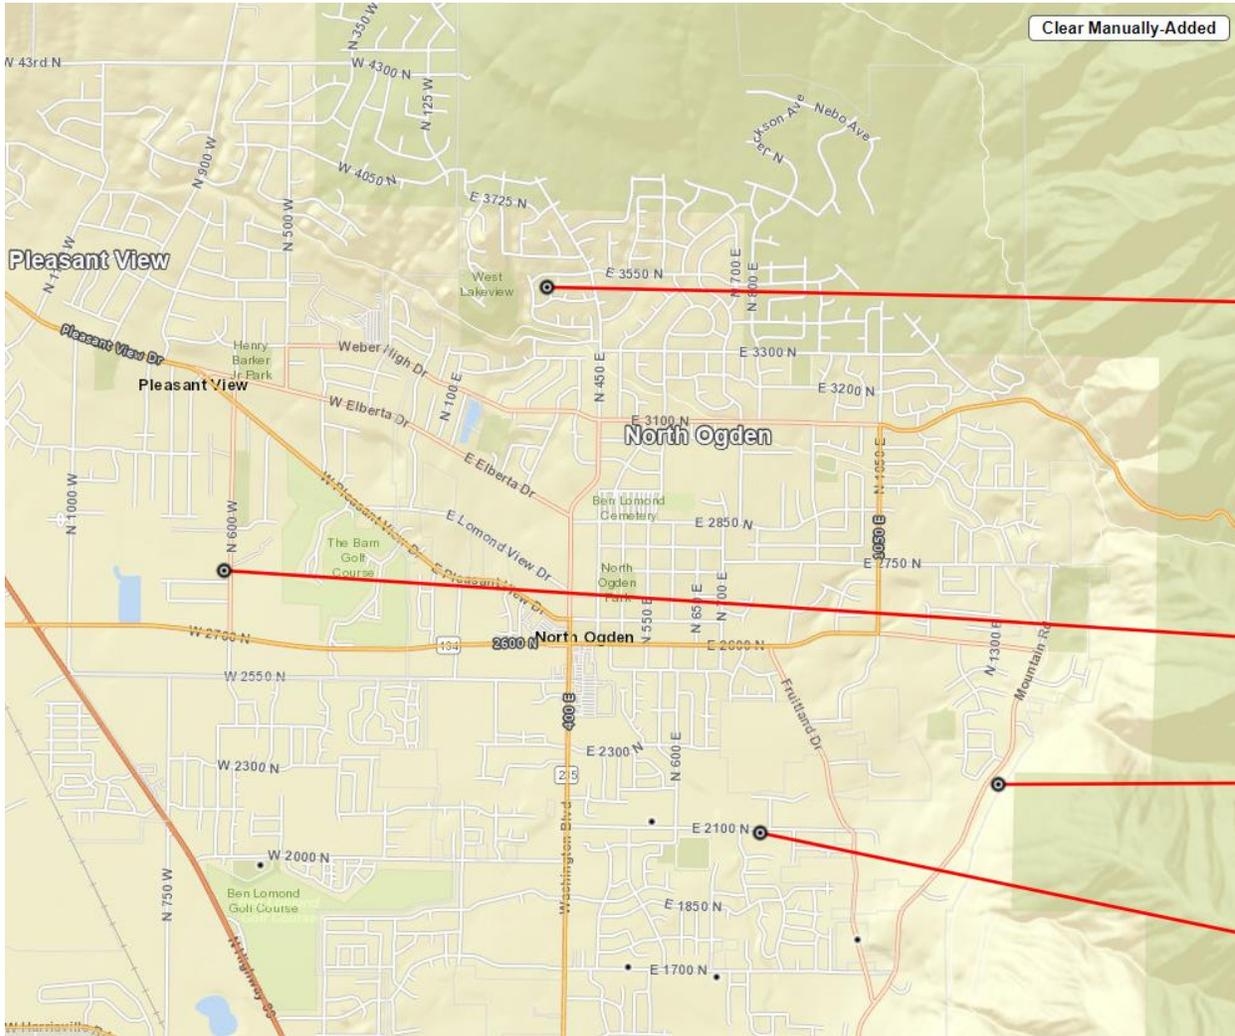 Clear Manually-Added
N 350 W
W 43rd N
W 4300 N
N 125 W
Nebo Ave
N 900 W
W 4050 N
E 3725 N
N 500 W
Pleasant View
West
Lakeview
E 3550 N
N 700 E
N 800 E
Pleasant View Dr
Henry
Barker
Jr Park
Weber High Dr
E 3300 N
Pleasant View
N 100 E
N 450 E
E 3200 N
W Elberta Dr
E 3100 N
North Ogden
N 1050 E
E Elberta Dr
W Pleasant View Dr
N 1000 W
Ben Lomond
Cemetery
N 600 W
E Lomond View Dr
E 2850 N
1050 E
The Barn
Golf
Course
E 2750 N
E Pleasant View Dr
North
Ogden
Park
N 550 E
N 650 E
N 700 E
W 2700 N
134
2600 N
North Ogden
E 2600 N
N 1300 E
Mountain Rd
W 2550 N
Fruitland Dr
400 E
E 2300 N
N 600 E
W 2300 N
235
E 2100 N
Washington Blvd
W 2000 N
N 750 W
Ben Lomond
Golf Course
E 1850 N
E 1700 N